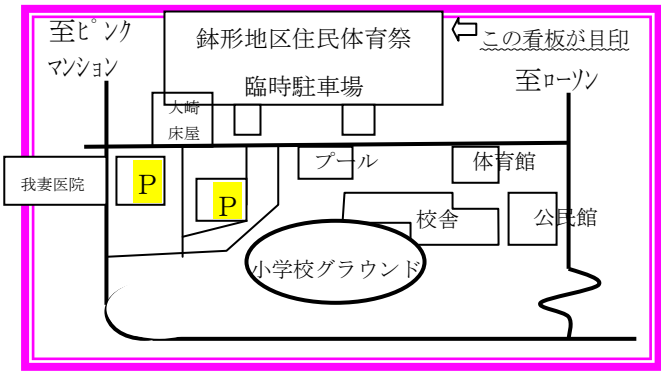 至ﾋﾟﾝｸ
ﾏﾝｼｮﾝ
鉢形地区住民体育祭
臨時駐車場
この看板が目印
至ﾛｰｿﾝ
大崎
床屋
我妻医院
P
P
プール
体育館
校舎
公民館
小学校グラウンド